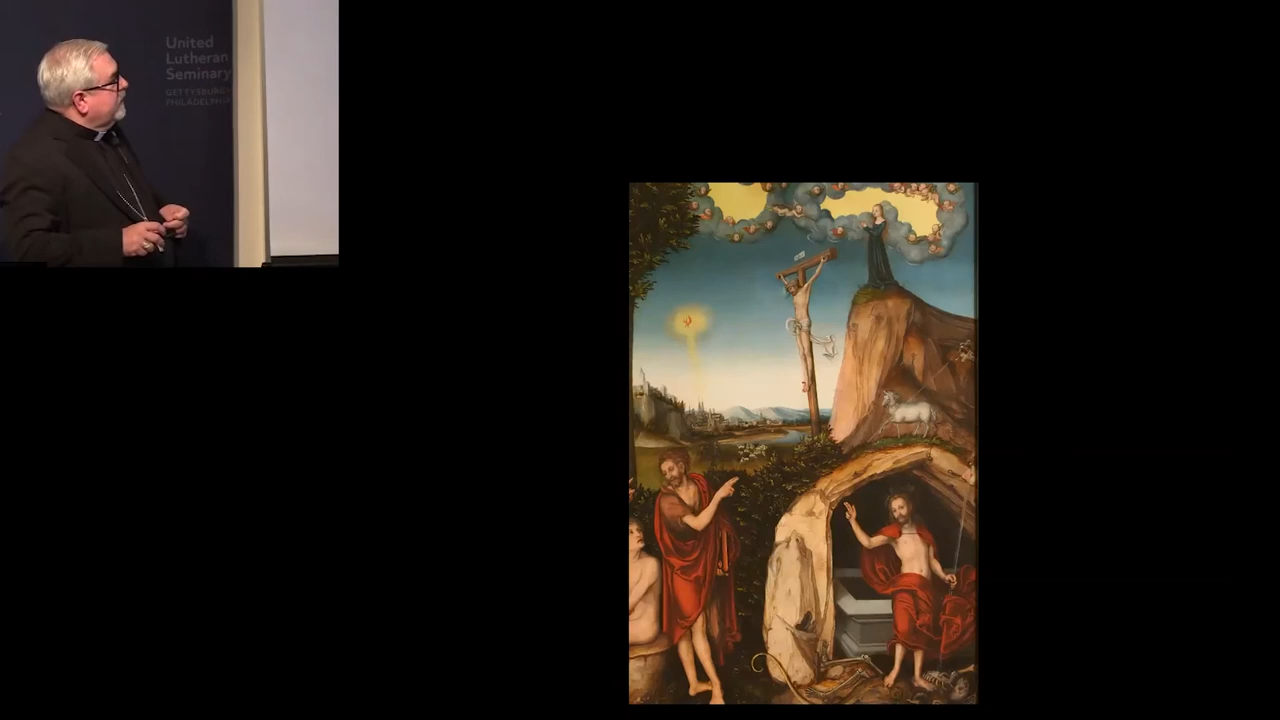 United
Lutheran
Seminary
GETTYSBURG
PHILADELPHIA